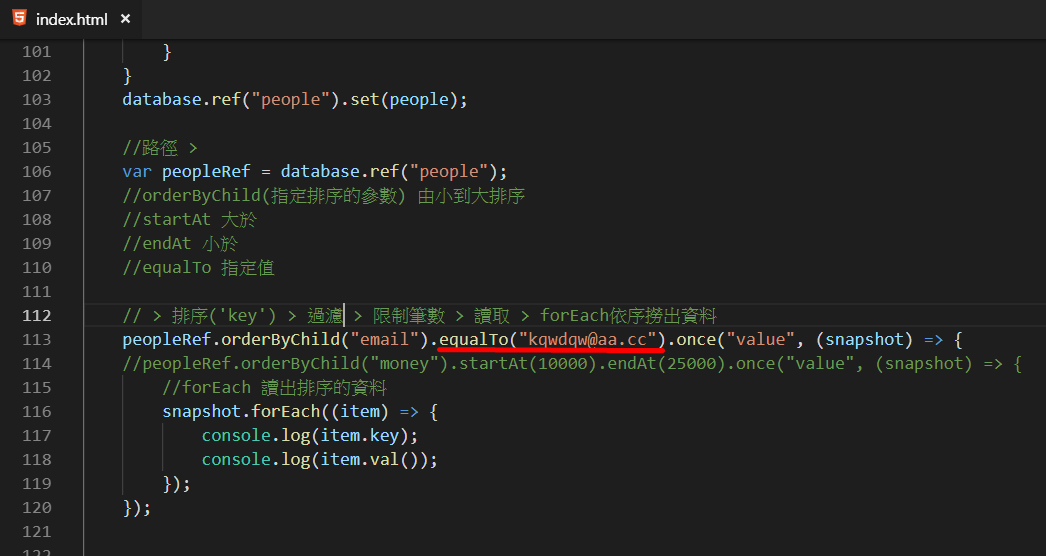 index.html ×
101 }
102 }
103 database.ref("people").set(people);
104
105 //路徑 >
106 var peopleRef = database.ref("people");
107 //orderByChild(指定排序的參數) 由小到大排序
108 //startAt 大於
109 //endAt 小於
110 //equalTo 指定值
111
112 // > 排序('key') > 過濾 > 限制筆數 > 讀取 > forEach依序撈出資料
113 peopleRef.orderByChild("email").equalTo("kqwdqw@aa.cc").once("value", (snapshot) => {
114 //peopleRef.orderByChild("money").startAt(10000).endAt(25000).once("value", (snapshot) => {
115 //forEach 讀出排序的資料
116 snapshot.forEach((item) => {
117 console.log(item.key);
118 console.log(item.val());
119 });
120 });
121